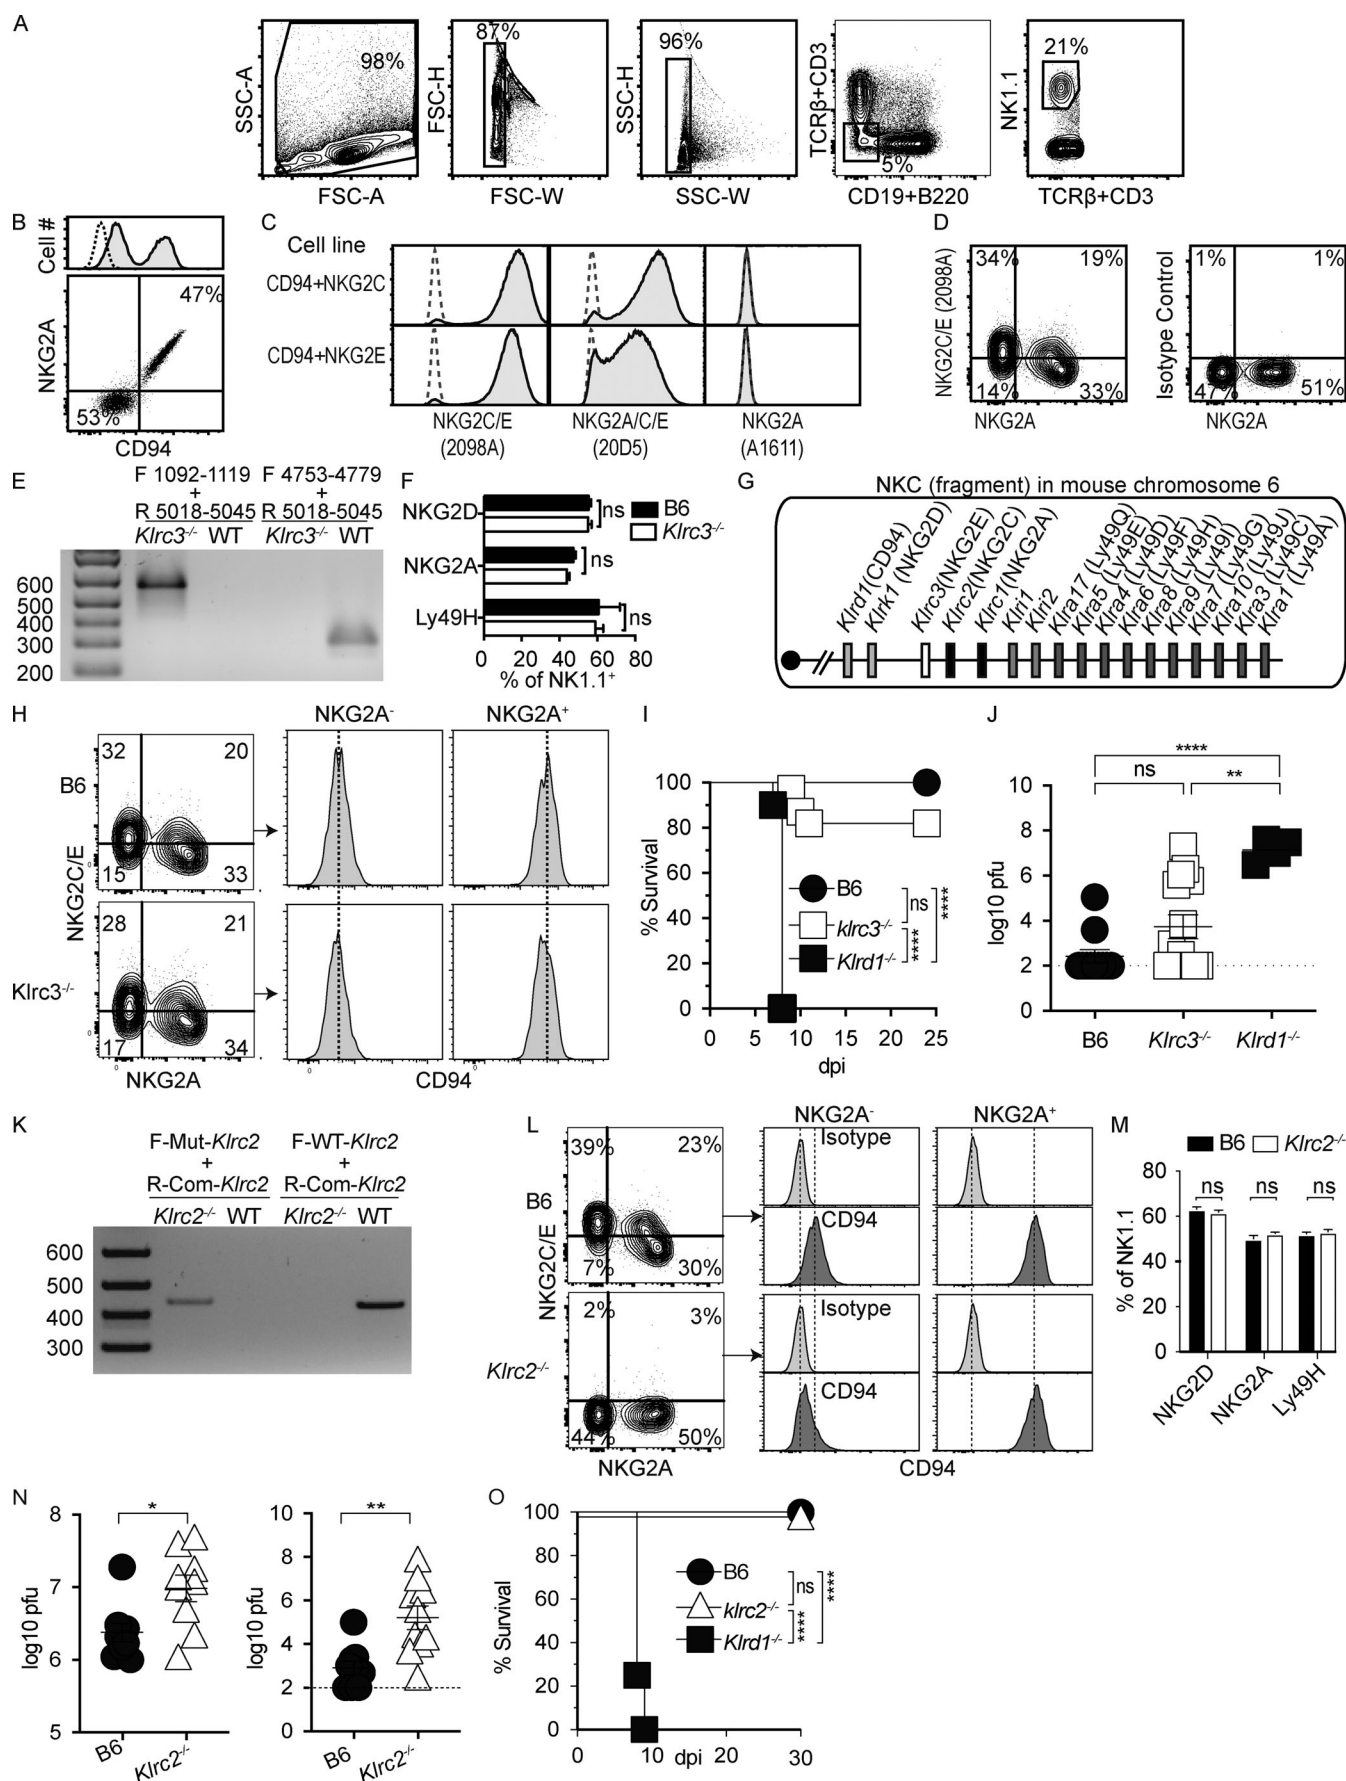 A
98%
SSC-A
FSC-A
87%
FSC-H
FSC-W
96%
SSC-H
SSC-W
TCRβ+CD3
5%
CD19+B220
21%
NK1.1
TCRβ+CD3
B
Cell #
47%
NKG2A
53%
CD94
C
Cell line
CD94+NKG2C
CD94+NKG2E
NKG2C/E
(2098A)
NKG2A/C/E
(20D5)
NKG2A
(A1611)
D
34%
19%
NKG2C/E (2098A)
14%
33%
NKG2A
1%
1%
Isotype Control
47%
51%
NKG2A
E
F 1092-1119
+
R 5018-5045
F 4753-4779
+
R 5018-5045
Klrc3-/- WT
Klrc3-/- WT
600
500
400
300
200
F
NKG2D
ns
NKG2A
ns
Ly49H
ns
B6
Klrc3-/-
0 20 40 60 80
% of NK1.1+
G
NKC (fragment) in mouse chromosome 6
Klrd1(CD94)
Klrk1 (NKG2D)
Klrc3(NKG2E)
Klrc2(NKG2C)
Klrc1(NKG2A)
Klri1
Klri2
Klra17 (Ly49Q)
Klra5 (Ly49E)
Klra4 (Ly49D)
Klra6 (Ly49F)
Klra8 (Ly49H)
Klra9 (Ly49I)
Klra7 (Ly49G)
Klra10 (Ly49J)
Klra3 (Ly49C)
Klra1 (Ly49A)
H
NKG2A-
NKG2A+
B6
32
20
15
33
NKG2C/E
Klrc3-/-
28
21
17
34
0
0
0
NKG2A
CD94
I
% Survival
100
80
60
40
20
0
B6
klrc3-/-
Klrd1-/-
ns
****
****
0 5 10 15 20 25
dpi
J
****
ns
**
log10 pfu
10
8
6
4
2
0
B6
Klrc3-/-
Klrd1-/-
K
F-Mut-Klrc2
+
R-Com-Klrc2
F-WT-Klrc2
+
R-Com-Klrc2
Klrc2-/- WT
Klrc2-/- WT
600
500
400
300
L
NKG2A-
NKG2A+
39%
23%
B6
7%
30%
NKG2C/E
Isotype
CD94
2%
3%
Klrc2-/-
44%
50%
Isotype
CD94
NKG2A
CD94
M
B6
Klrc2-/-
% of NK1.1
80
60
40
20
0
ns
ns
ns
NKG2D
NKG2A
Ly49H
N
*
log10 pfu
8
7
6
5
B6
Klrc2-/-
**
log10 pfu
10
8
6
4
2
0
B6
Klrc2-/-
O
% Survival
100
80
60
40
20
0
B6
klrc2-/-
Klrd1-/-
ns
****
****
0 10 dpi 20 30